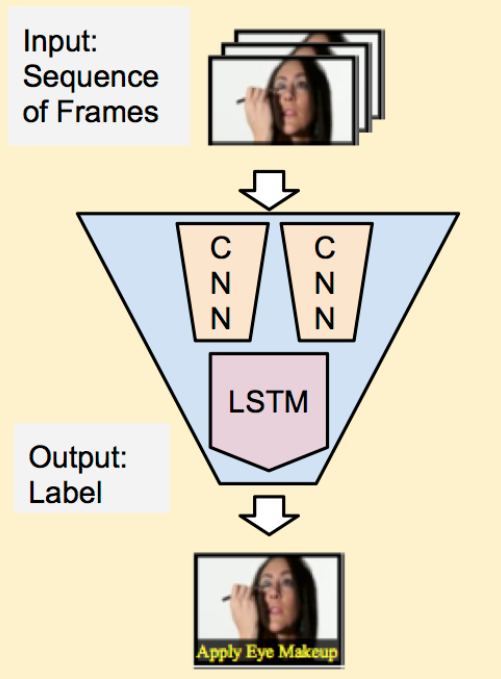 Input:
Sequence
of Frames
C
N
N
C
N
N
LSTM
Output:
Label
Apply Eye Makeup